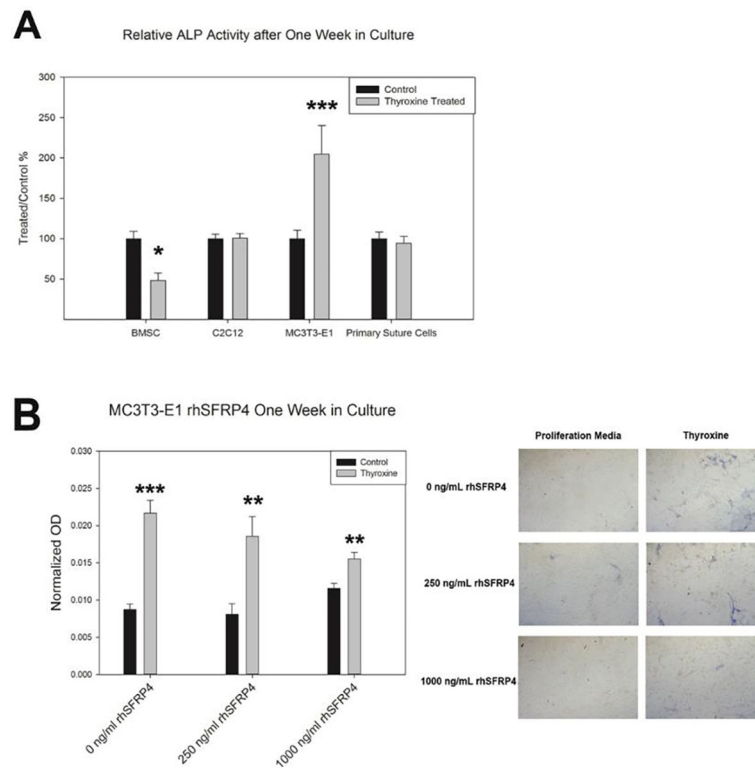 A
Relative ALP Activity after One Week in Culture
300
250
200
150
100
50
Treated/Control %
Control
Thyroxine Treated
***
*
BMSC
C2C12
MC3T3-E1
Primary Suture Cells
B
MC3T3-E1 rhSFRP4 One Week in Culture
0.030
0.025
0.020
0.015
0.010
0.005
0.000
Normalized OD
Control
Thyroxine
***
**
**
0 ng/ml rhSFRP4
250 ng/ml rhSFRP4
1000 ng/ml rhSFRP4
Proliferation Media
Thyroxine
0 ng/mL rhSFRP4
250 ng/mL rhSFRP4
1000 ng/mL rhSFRP4